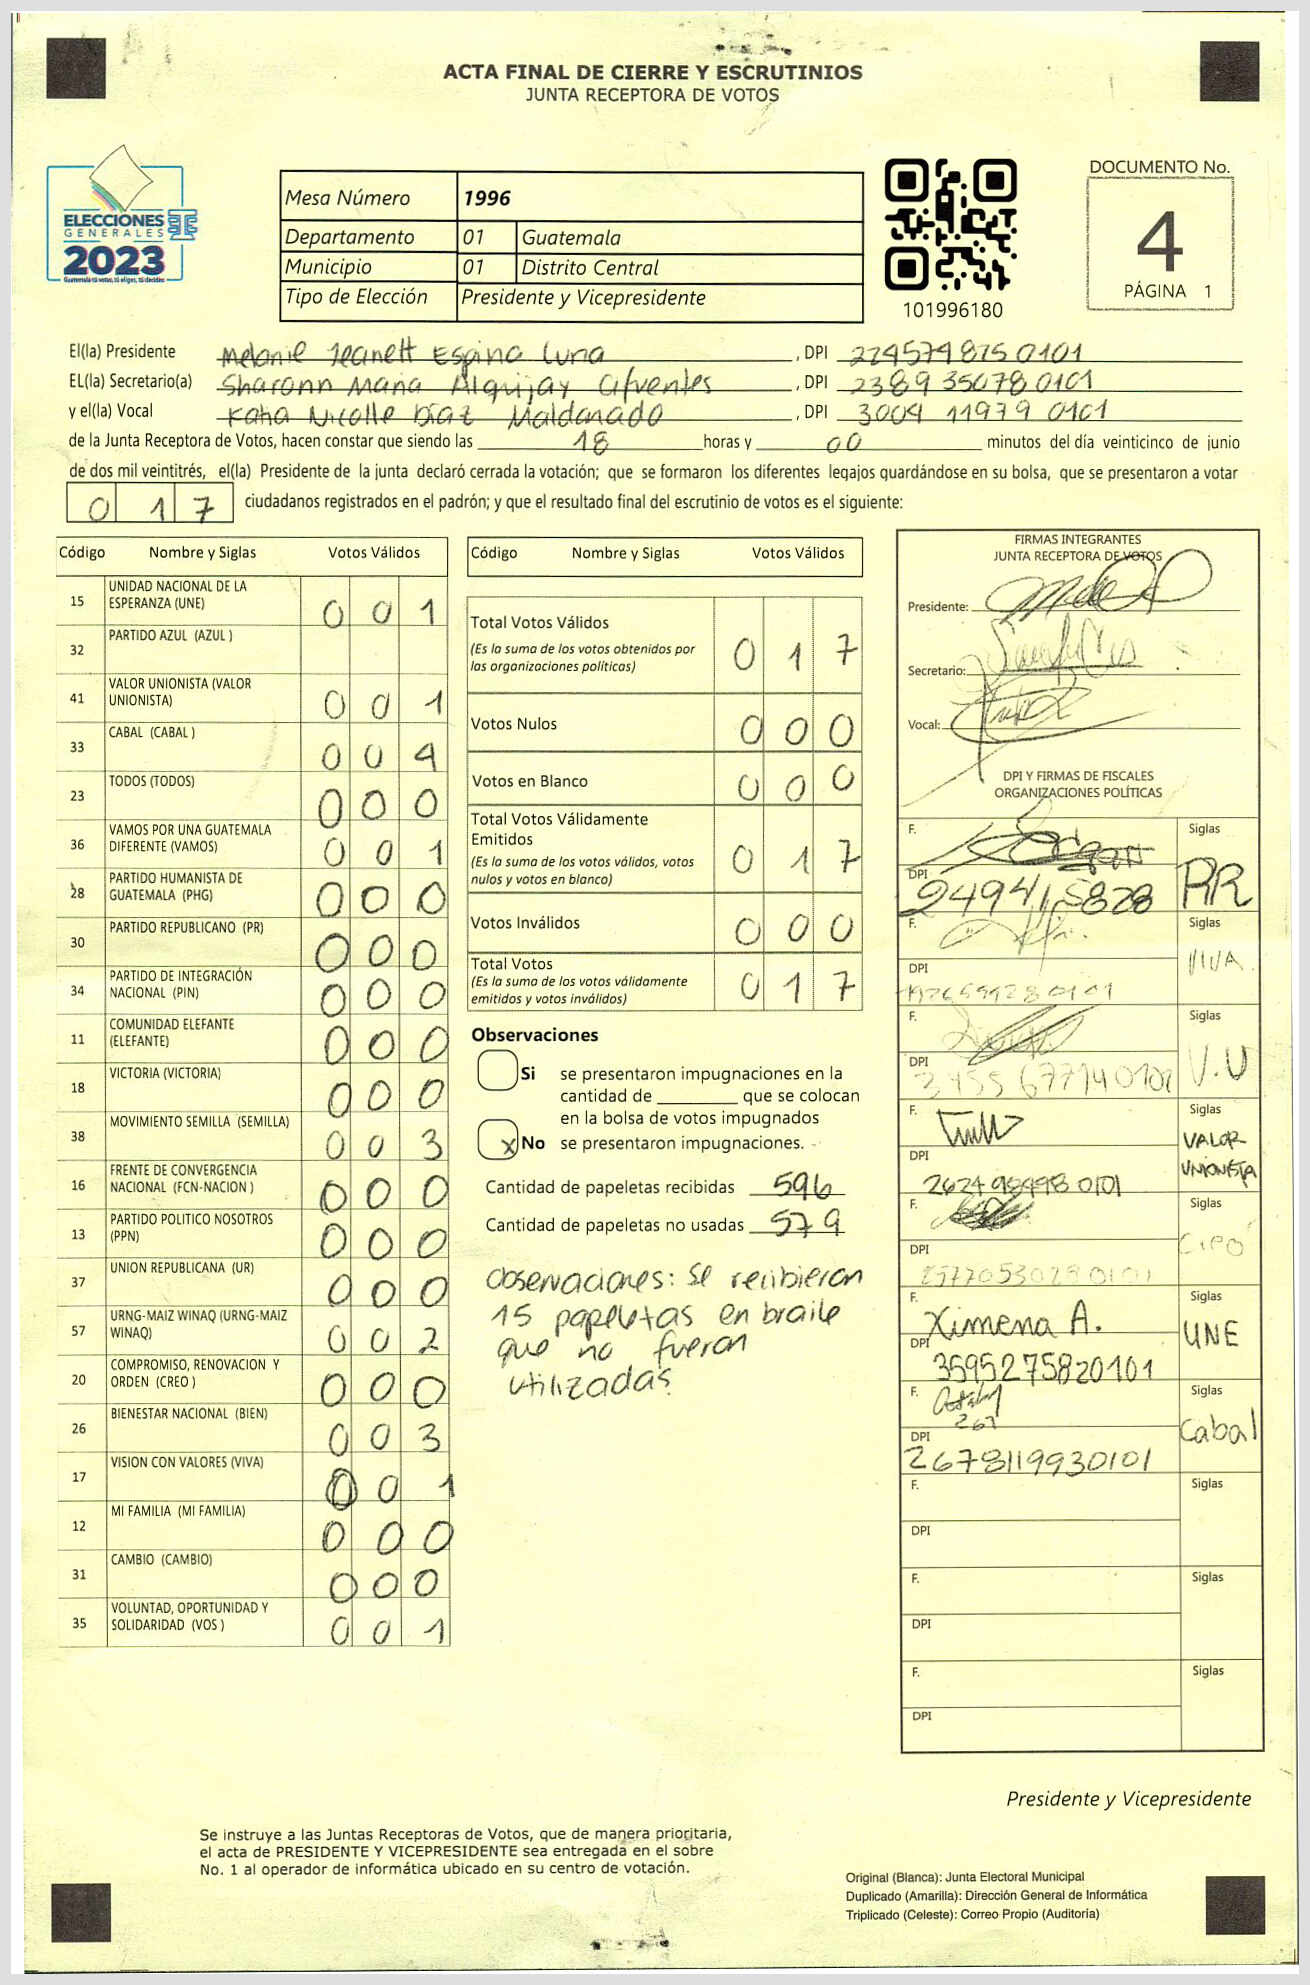 ACTA FINAL DE CIERRE Y ESCRUTINIOS
JUNTA RECEPTORA DE VOTOS
ELECCIONES
GENERALES
2023
Guatemala tú votas, tú eliges, tú decides
Mesa Número 1996
Departamento 01 Guatemala
Municipio 01 Distrito Central
Tipo de Elección Presidente y Vicepresidente
101996180
DOCUMENTO No.
4
PÁGINA 1
El(la) Presidente Melanie Jeanett Espina Luna , DPI 224574875 0101
EL(la) Secretario(a) Sharonn Maria Alquijay Cifuentes , DPI 2389 35078 0101
y el(la) Vocal Katia Nicolle Díaz Maldonado , DPI 3004 11979 0101
de la Junta Receptora de Votos, hacen constar que siendo las 18 horas y 00 minutos del día veinticinco de junio
de dos mil veintitrés, el(la) Presidente de la junta declaró cerrada la votación; que se formaron los diferentes legajos guardándose en su bolsa, que se presentaron a votar
0 1 7 ciudadanos registrados en el padrón; y que el resultado final del escrutinio de votos es el siguiente:
Código Nombre y Siglas Votos Válidos
15 UNIDAD NACIONAL DE LA ESPERANZA (UNE) 0 0 1
32 PARTIDO AZUL (AZUL )
41 VALOR UNIONISTA (VALOR UNIONISTA) 0 0 1
33 CABAL (CABAL ) 0 0 4
23 TODOS (TODOS) 0 0 0
36 VAMOS POR UNA GUATEMALA DIFERENTE (VAMOS) 0 0 1
28 PARTIDO HUMANISTA DE GUATEMALA (PHG) 0 0 0
30 PARTIDO REPUBLICANO (PR) 0 0 0
34 PARTIDO DE INTEGRACIÓN NACIONAL (PIN) 0 0 0
11 COMUNIDAD ELEFANTE (ELEFANTE) 0 0 0
18 VICTORIA (VICTORIA) 0 0 0
38 MOVIMIENTO SEMILLA (SEMILLA) 0 0 3
16 FRENTE DE CONVERGENCIA NACIONAL (FCN-NACION ) 0 0 0
13 PARTIDO POLITICO NOSOTROS (PPN) 0 0 0
37 UNION REPUBLICANA (UR) 0 0 0
57 URNG-MAIZ WINAQ (URNG-MAIZ WINAQ) 0 0 2
20 COMPROMISO, RENOVACION Y ORDEN (CREO ) 0 0 0
26 BIENESTAR NACIONAL (BIEN) 0 0 3
17 VISION CON VALORES (VIVA) 0 0 1
12 MI FAMILIA (MI FAMILIA) 0 0 0
31 CAMBIO (CAMBIO) 0 0 0
35 VOLUNTAD, OPORTUNIDAD Y SOLIDARIDAD (VOS ) 0 0 1
Código Nombre y Siglas Votos Válidos
Total Votos Válidos 0 1 7
(Es la suma de los votos obtenidos por
las organizaciones políticas)
Votos Nulos 0 0 0
Votos en Blanco 0 0 0
Total Votos Válidamente
Emitidos 0 1 7
(Es la suma de los votos válidos, votos
nulos y votos en blanco)
Votos Inválidos 0 0 0
Total Votos 0 1 7
(Es la suma de los votos válidamente
emitidos y votos inválidos)
Observaciones
Si se presentaron impugnaciones en la
cantidad de ________ que se colocan
en la bolsa de votos impugnados
x No se presentaron impugnaciones.
Cantidad de papeletas recibidas 596
Cantidad de papeletas no usadas 579
Observaciones: Se recibieron
15 papeletas en braile
que no fueron
utilizadas.
FIRMAS INTEGRANTES
JUNTA RECEPTORA DE VOTOS
Presidente:
Secretario:
Vocal:
DPI Y FIRMAS DE FISCALES
ORGANIZACIONES POLÍTICAS
F. Siglas
DPI 249415828 PR
F. Siglas
DPI VIVA
F. Siglas
DPI V.U
F. Siglas
DPI 262498998 0101 VALOR UNIONISTA
F. Siglas
DPI
F. Ximena A. Siglas
DPI 3595275820101 UNE
F. 267 Siglas
DPI 2678119930101 Cabal
F. Siglas
DPI
F. Siglas
DPI
F. Siglas
DPI
Presidente y Vicepresidente
Se instruye a las Juntas Receptoras de Votos, que de manera prioritaria,
el acta de PRESIDENTE Y VICEPRESIDENTE sea entregada en el sobre
No. 1 al operador de informática ubicado en su centro de votación.
Original (Blanca): Junta Electoral Municipal
Duplicado (Amarilla): Dirección General de Informática
Triplicado (Celeste): Correo Propio (Auditoría)